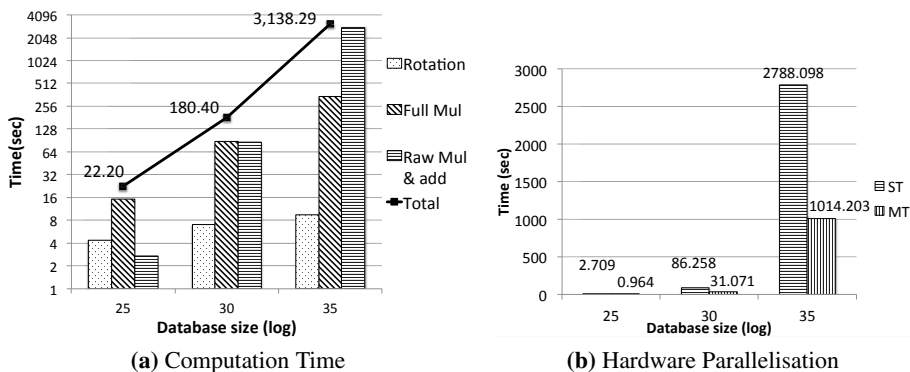 4096
2048
1024
512
256
128
64
32
16
8
4
2
1
Time(sec)
22.20
180.40
3,138.29
25
30
35
Database size (log)
Rotation
Full Mul
Raw Mul
& add
Total
(a) Computation Time
3000
2500
2000
1500
1000
500
0
Time (sec)
2.709
0.964
86.258
31.071
2788.098
1014.203
25
30
35
Database size (log)
ST
MT
(b) Hardware Parallelisation